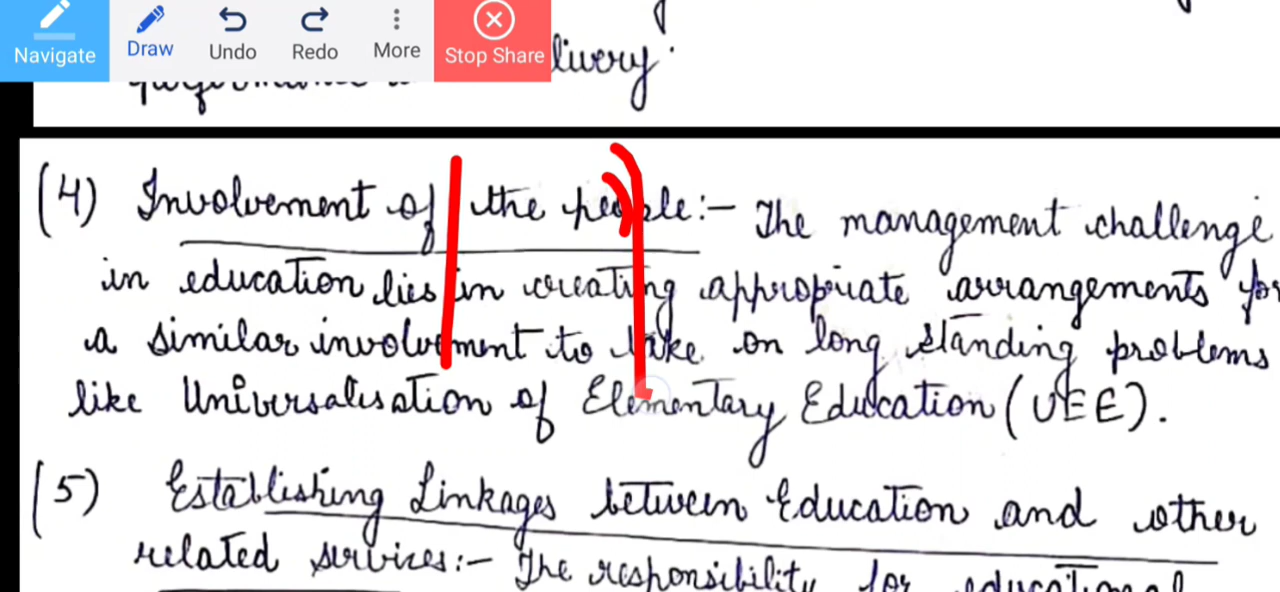 Navigate Draw Undo Redo More Stop Share
(4) Involvement of the people:- The management challenge
in education lies in creating appropriate arrangements for
a similar involvement to take on long standing problems
like Universalisation of Elementary Education (UEE).
(5) Establishing Linkages between Education and other
related services:- The responsibility for educational